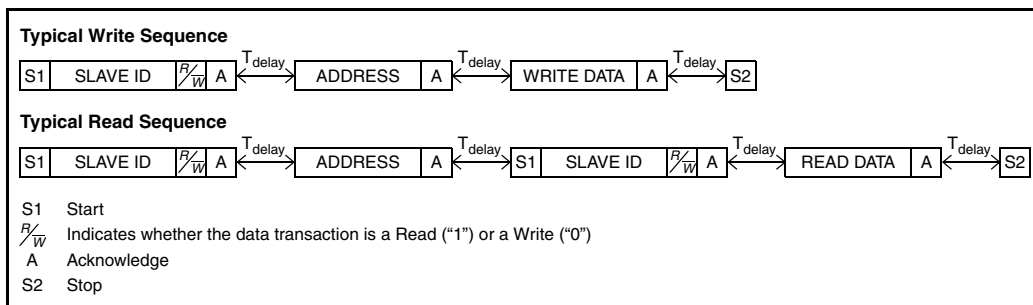 Typical Write Sequence
Tdelay Tdelay Tdelay
S1 SLAVE ID R/W A ADDRESS A WRITE DATA A S2
Typical Read Sequence
Tdelay Tdelay Tdelay Tdelay
S1 SLAVE ID R/W A ADDRESS A S1 SLAVE ID R/W A READ DATA A S2
S1 Start
R/W Indicates whether the data transaction is a Read (“1”) or a Write (“0”)
A Acknowledge
S2 Stop